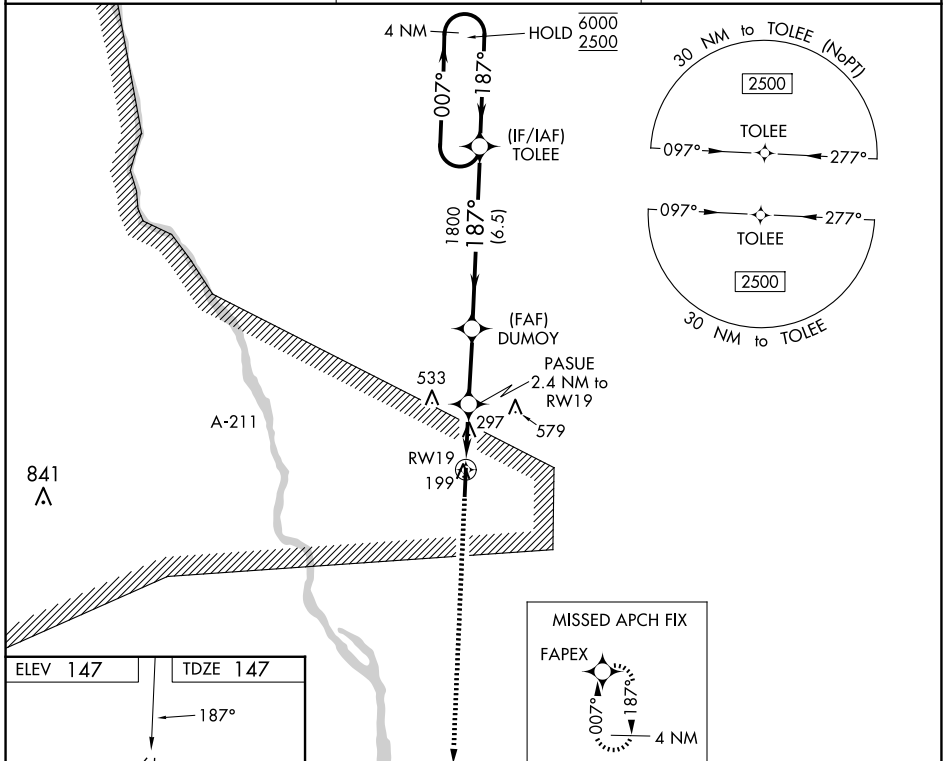 4 NM
HOLD
6000
2500
007°
187°
(IF/IAF)
TOLEE
1800
187°
(6.5)
(FAF)
DUMOY
PASUE
2.4 NM to
RW19
533
297
579
RW19
199
A-211
841
30 NM to TOLEE (NoPT)
2500
TOLEE
097°
277°
097°
277°
TOLEE
2500
30 NM to TOLEE
MISSED APCH FIX
FAPEX
007°
187°
4 NM
ELEV 147
TDZE 147
187°